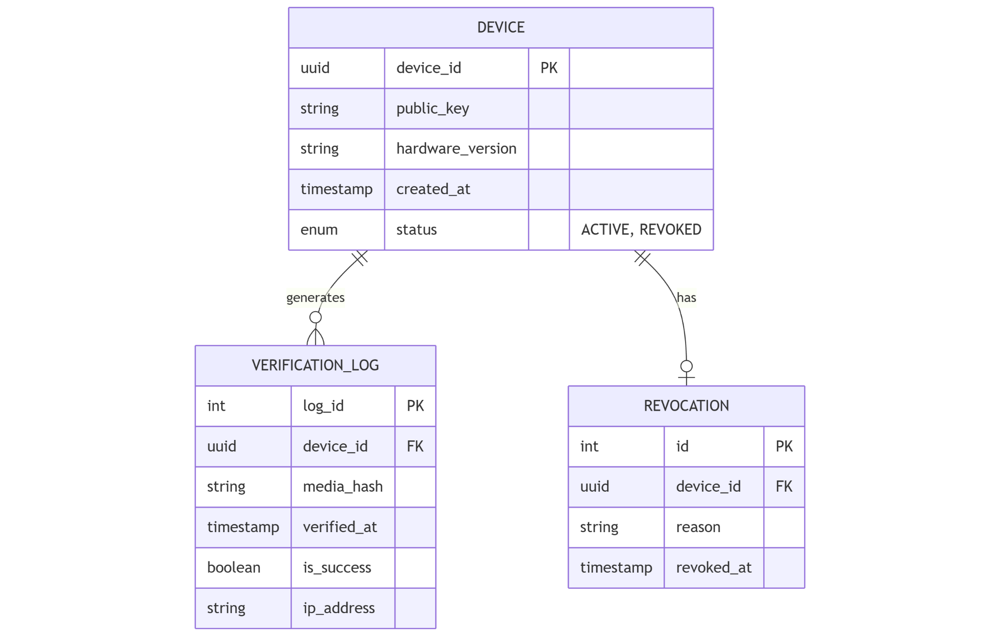 DEVICE
uuid device_id PK
string public_key
string hardware_version
timestamp created_at
enum status ACTIVE, REVOKED
generates
has
VERIFICATION_LOG
int log_id PK
uuid device_id FK
string media_hash
timestamp verified_at
boolean is_success
string ip_address
REVOCATION
int id PK
uuid device_id FK
string reason
timestamp revoked_at